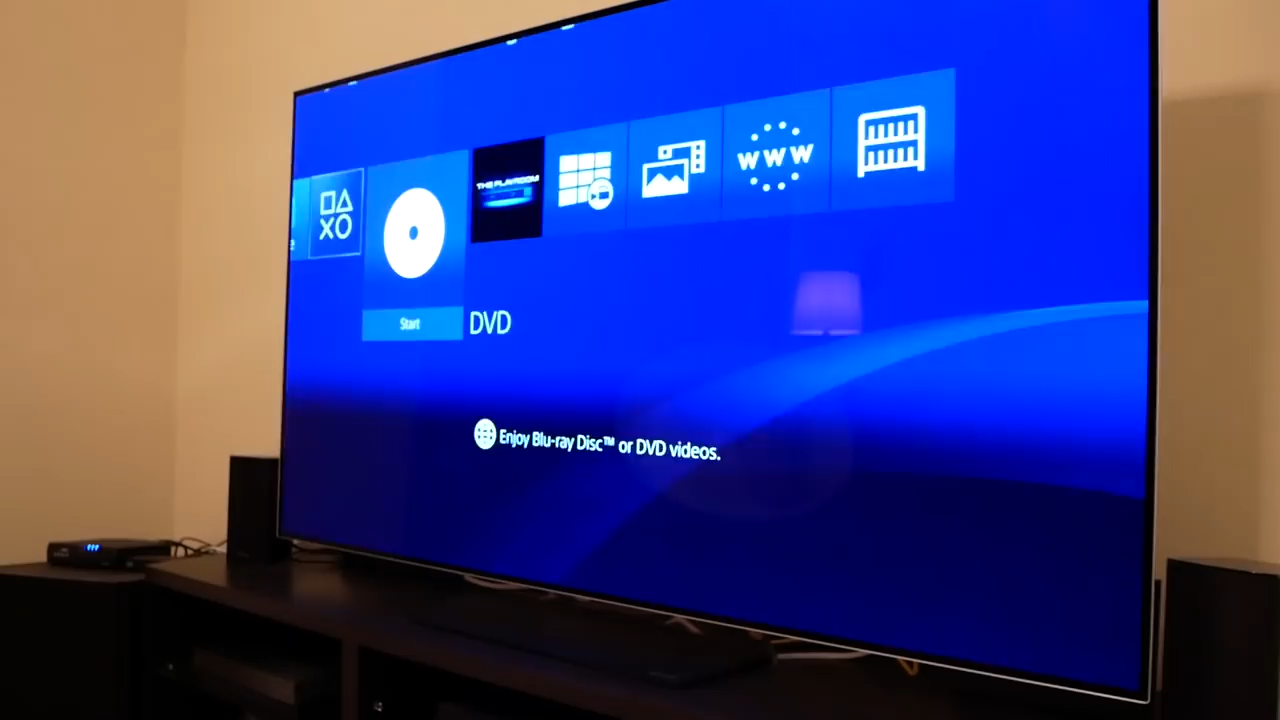 THE PLAYROOM
WWW
Start
DVD
Enjoy Blu-ray Disc™ or DVD videos.